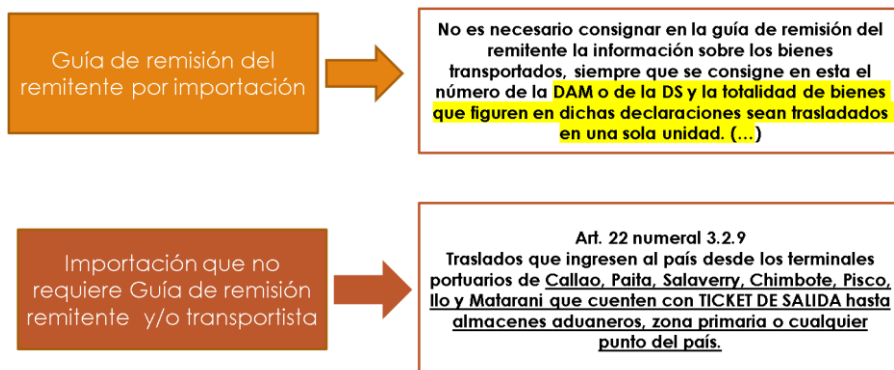 Guía de remisión del
remitente por importación
No es necesario consignar en la guía de remisión del
remitente la información sobre los bienes
transportados, siempre que se consigne en esta el
número de la DAM o de la DS y la totalidad de bienes
que figuren en dichas declaraciones sean trasladados
en una sola unidad. (…)
Importación que no
requiere Guía de remisión
remitente y/o transportista
Art. 22 numeral 3.2.9
Traslados que ingresen al país desde los terminales
portuarios de Callao, Paita, Salaverry, Chimbote, Pisco,
Ilo y Matarani que cuenten con TICKET DE SALIDA hasta
almacenes aduaneros, zona primaria o cualquier
punto del país.